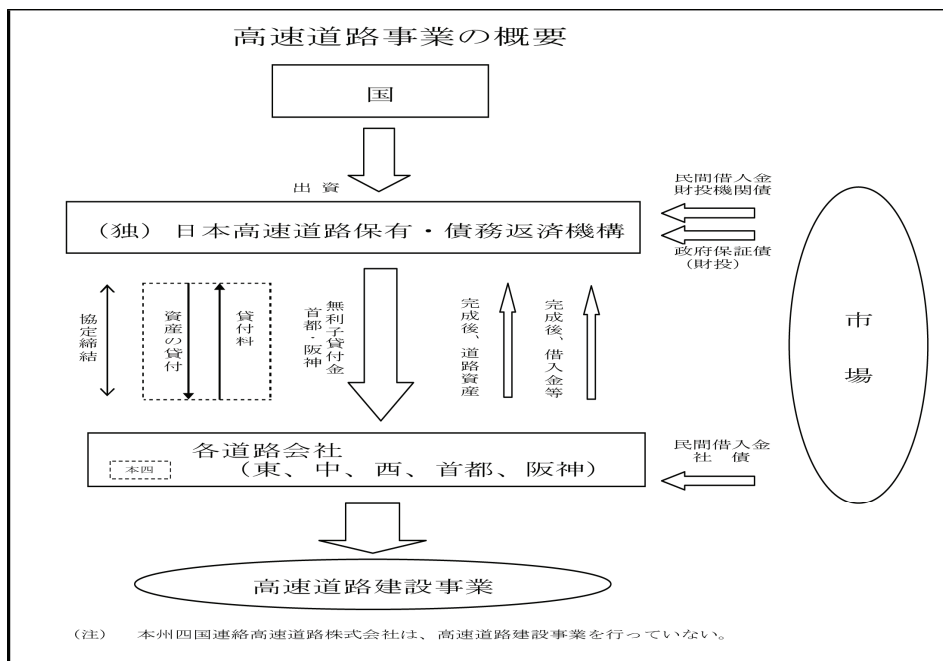 高速道路事業の概要
国
出 資
民間借入金
財投機関債
(独) 日本高速道路保有・債務返済機構
政府保証債
(財投)
協定締結
資産の貸付
貸付料
無利子貸付金
首都・阪神
完成後、道路資産
完成後、借入金等
市
場
各道路会社
(東、中、西、首都、阪神)
本四
民間借入金
社 債
高速道路建設事業
(注) 本州四国連絡高速道路株式会社は、高速道路建設事業を行っていない。